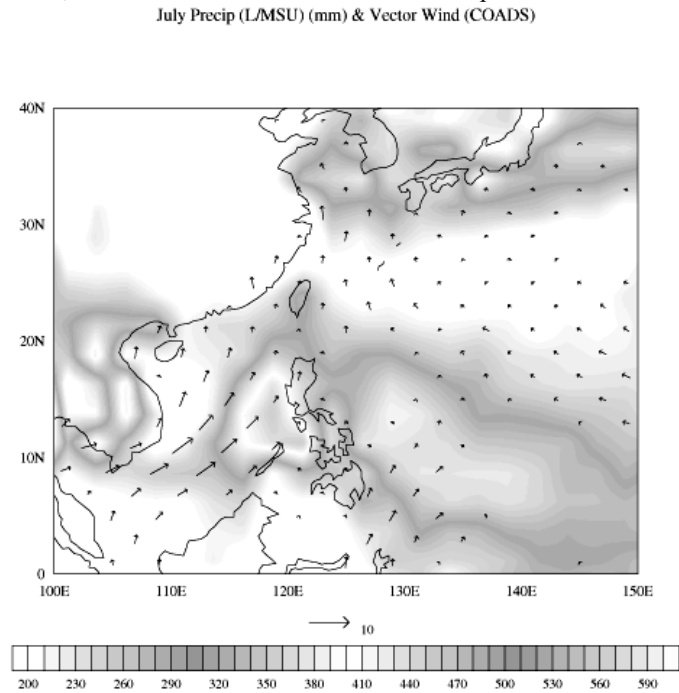 July Precip (L/MSU) (mm) & Vector Wind (COADS)
40N
30N
20N
10N
0
100E 110E 120E 130E 140E 150E
10
200 230 260 290 320 350 380 410 440 470 500 530 560 590